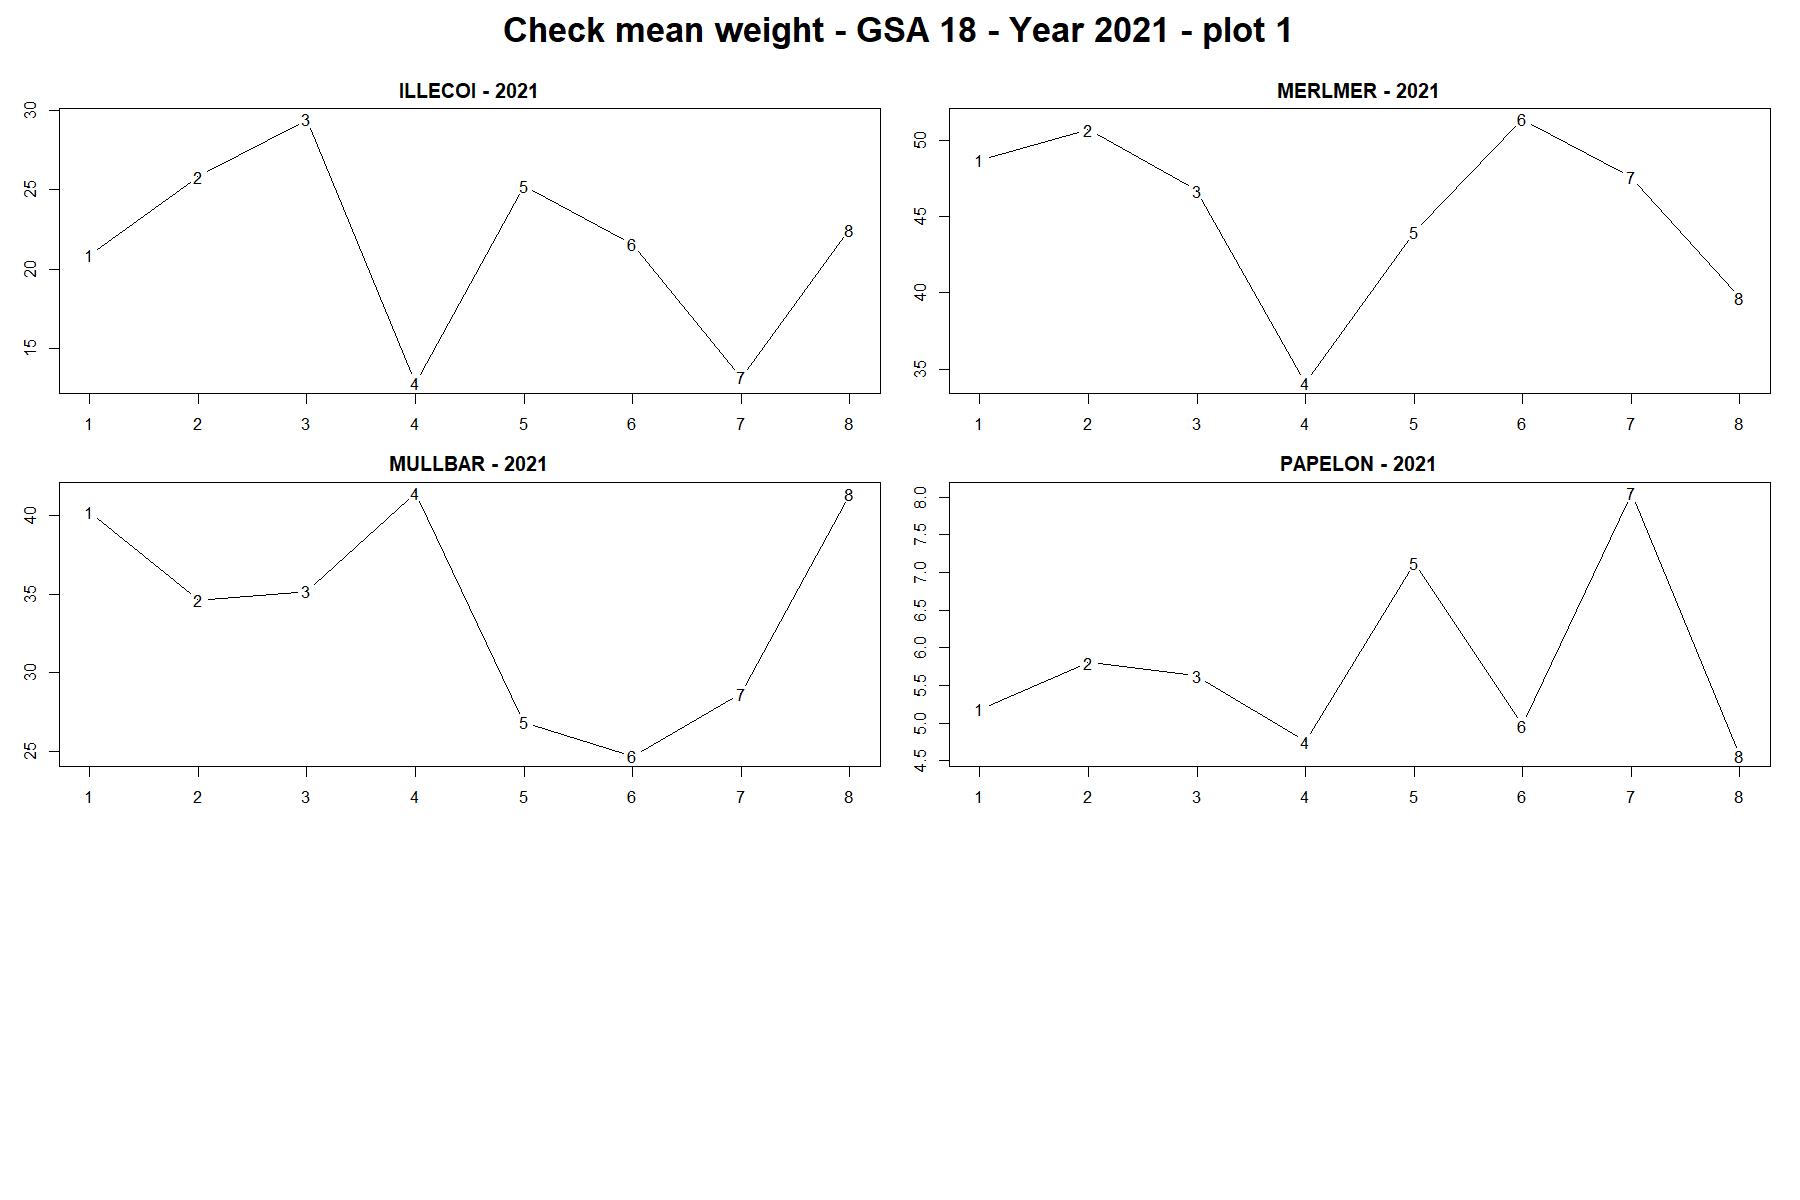 Check mean weight - GSA 18 - Year 2021 - plot 1
ILLECOI - 2021
30
25
20
15
1 2 3 4 5 6 7 8
1 2 3 4 5 6 7 8
MERLMER - 2021
50
45
40
35
1 2 3 4 5 6 7 8
1 2 3 4 5 6 7 8
MULLBAR - 2021
40
35
30
25
1 2 3 4 5 6 7 8
1 2 3 4 5 6 7 8
PAPELON - 2021
8.0
7.5
7.0
6.5
6.0
5.5
5.0
4.5
1 2 3 4 5 6 7 8
1 2 3 4 5 6 7 8